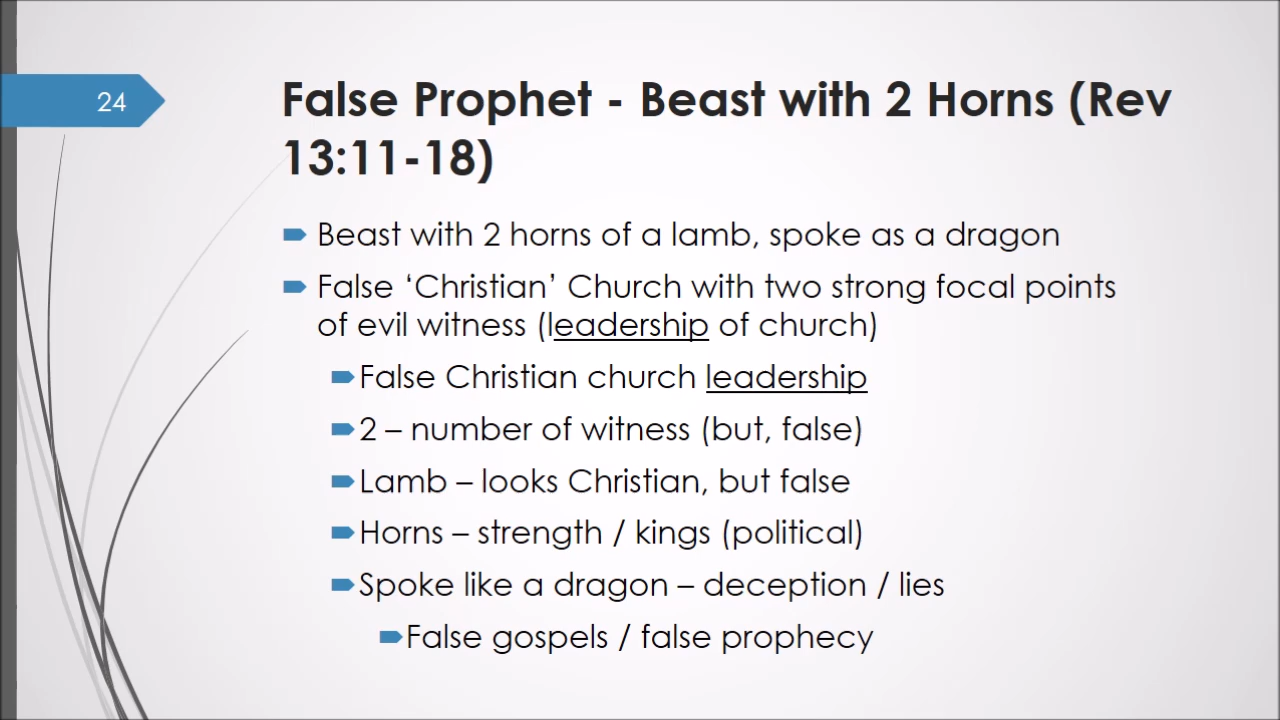 24
False Prophet - Beast with 2 Horns (Rev
13:11-18)
Beast with 2 horns of a lamb, spoke as a dragon
False ‘Christian’ Church with two strong focal points
of evil witness (leadership of church)
False Christian church leadership
2 – number of witness (but, false)
Lamb – looks Christian, but false
Horns – strength / kings (political)
Spoke like a dragon – deception / lies
False gospels / false prophecy